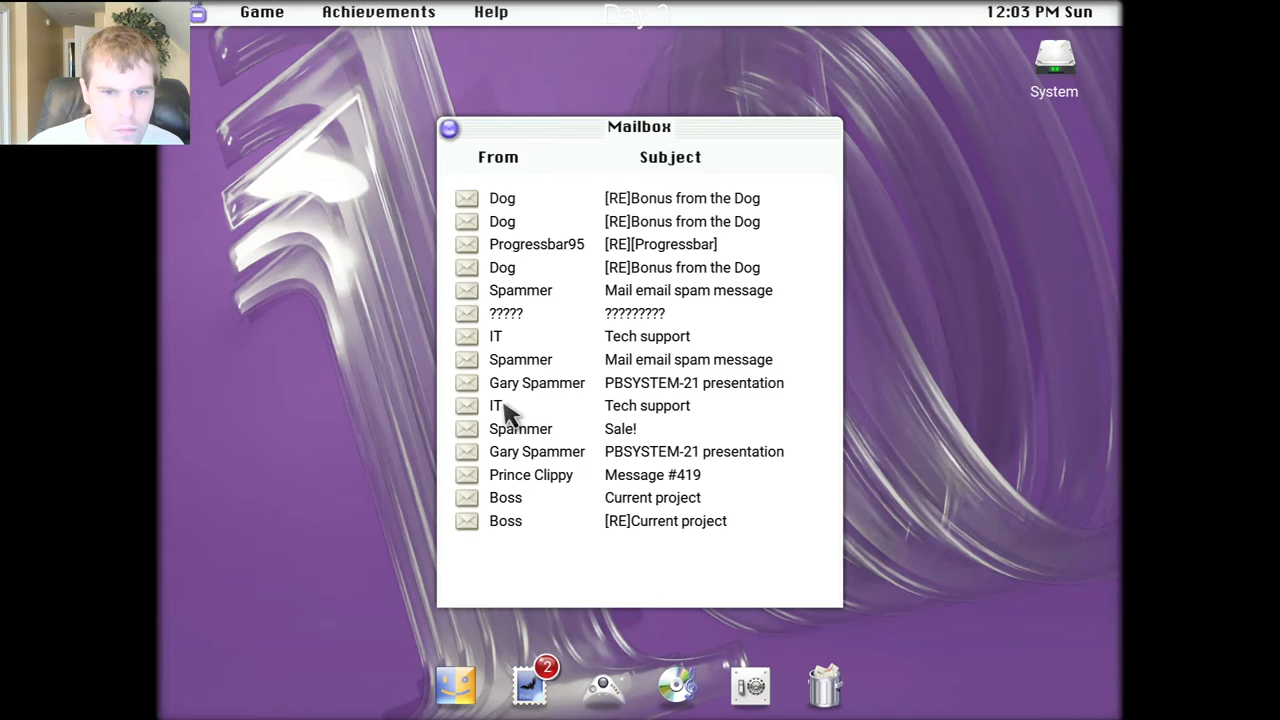 Game Achievements Help Day 3 12:03 PM Sun
System
Mailbox
From Subject
Dog [RE]Bonus from the Dog
Dog [RE]Bonus from the Dog
Progressbar95 [RE][Progressbar]
Dog [RE]Bonus from the Dog
Spammer Mail email spam message
????? ?????????
IT Tech support
Spammer Mail email spam message
Gary Spammer PBSYSTEM-21 presentation
IT Tech support
Spammer Sale!
Gary Spammer PBSYSTEM-21 presentation
Prince Clippy Message #419
Boss Current project
Boss [RE]Current project
2